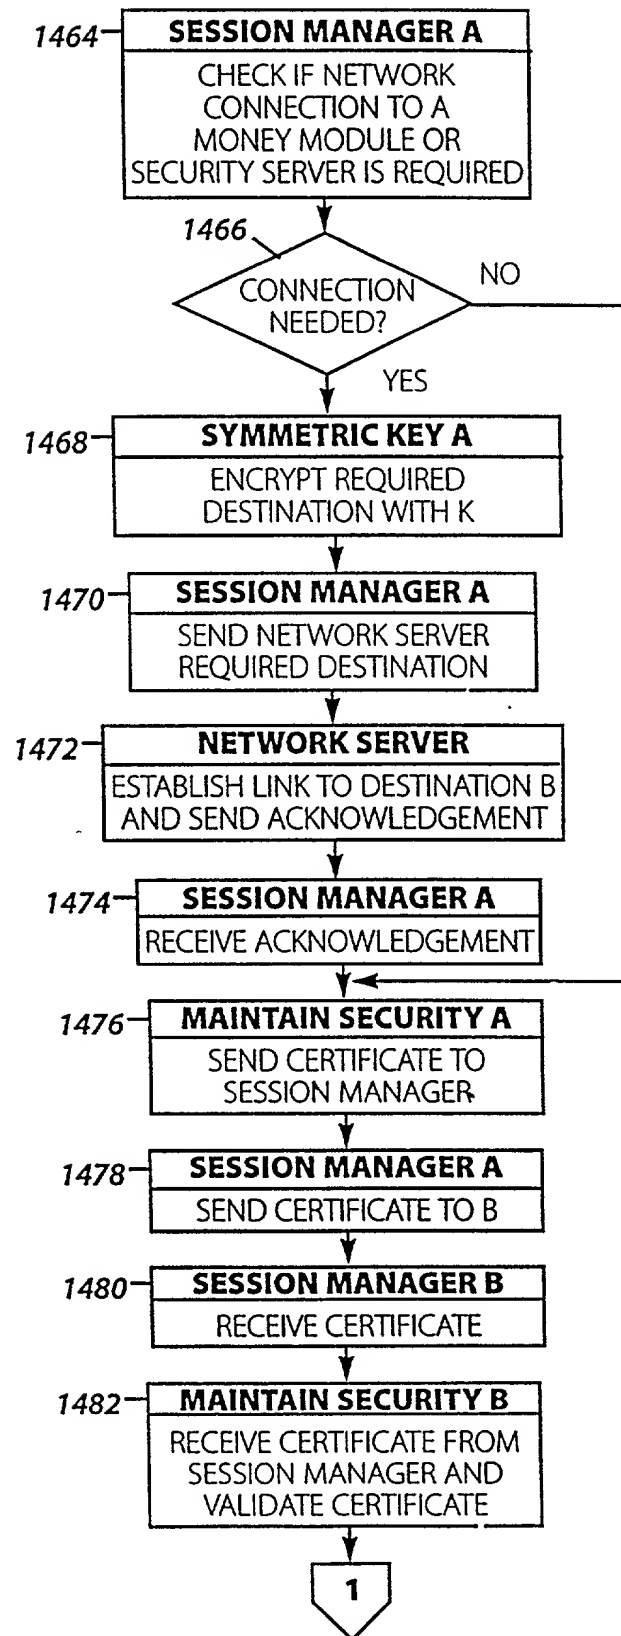 1464
SESSION MANAGER A
CHECK IF NETWORK
CONNECTION TO A
MONEY MODULE OR
SECURITY SERVER IS REQUIRED
1466
CONNECTION
NEEDED?
NO
YES
1468
SYMMETRIC KEY A
ENCRYPT REQUIRED
DESTINATION WITH K
1470
SESSION MANAGER A
SEND NETWORK SERVER
REQUIRED DESTINATION
1472
NETWORK SERVER
ESTABLISH LINK TO DESTINATION B
AND SEND ACKNOWLEDGEMENT
1474
SESSION MANAGER A
RECEIVE ACKNOWLEDGEMENT
1476
MAINTAIN SECURITY A
SEND CERTIFICATE TO
SESSION MANAGER
1478
SESSION MANAGER A
SEND CERTIFICATE TO B
1480
SESSION MANAGER B
RECEIVE CERTIFICATE
1482
MAINTAIN SECURITY B
RECEIVE CERTIFICATE FROM
SESSION MANAGER AND
VALIDATE CERTIFICATE
1